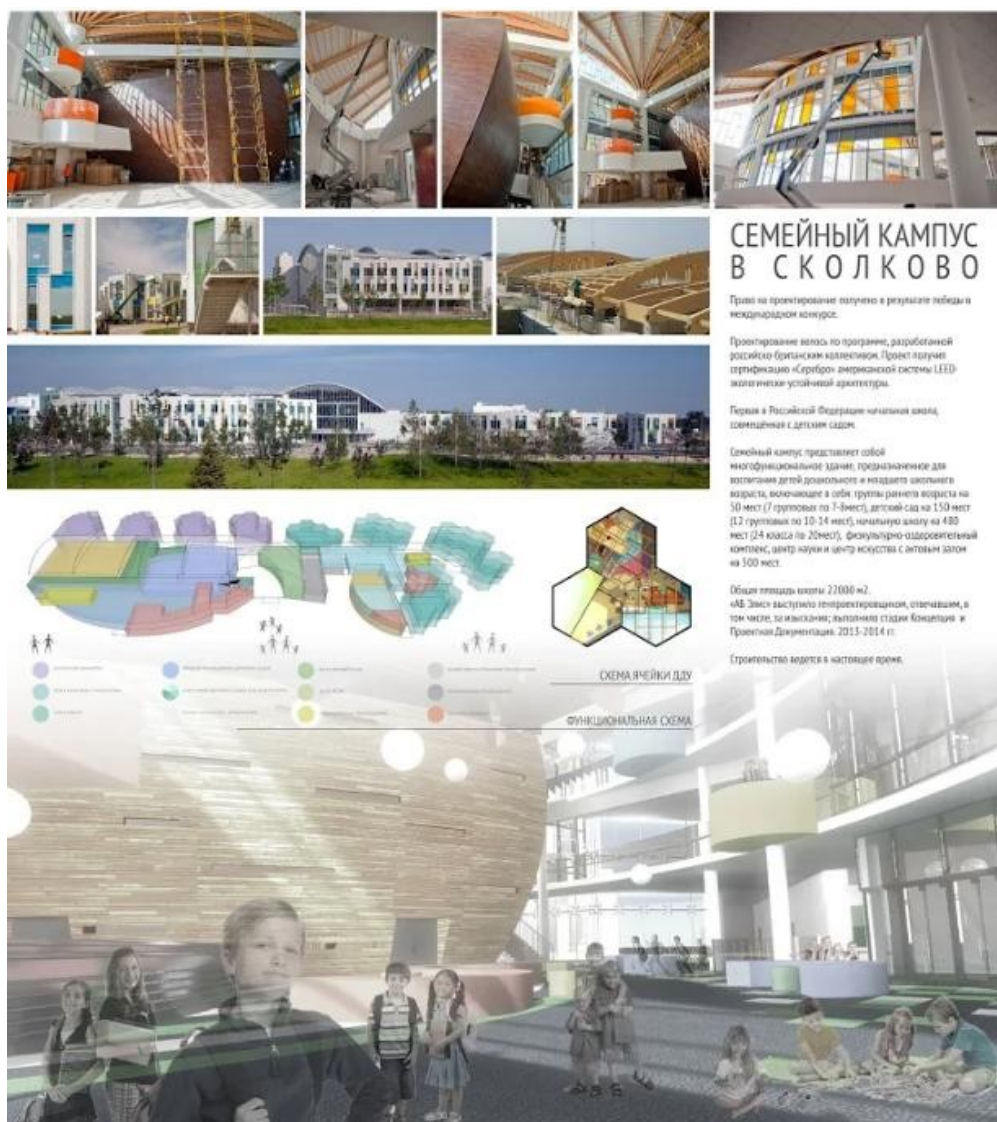 СЕМЕЙНЫЙ КАМПУС
В СКОЛКОВО
Право на проектирование получено в результате победы в
международном конкурсе.
Проектирование велось по программе, разработанной
российско-британским коллективом. Проект получил
сертификацию «Серебро» американской системы LEED-
экологически устойчивой архитектуры.
Первая в Российской Федерации начальная школа,
совмещённая с детским садом.
Семейный кампус представляет собой
многофункциональное здание, предназначенное для
воспитания детей дошкольного и младшего школьного
возраста, включающее в себя: группы раннего возраста на
50 мест (7 групповых по 7-8мест), детский сад на 150 мест
(12 групповых по 10-14 мест), начальную школу на 480
мест (24 класса по 20мест), физкультурно-оздоровительный
комплекс, центр науки и центр искусства с актовым залом
на 500 мест.
Общая площадь школы 22000 м2.
«АБ Элис» выступило генпроектировщиком, отвечавшим, в
том числе, за изыскания; выполнило стадии Концепция и
Проектная Документация. 2013-2014 гг.
Строительство ведется в настоящее время.
СХЕМА ЯЧЕЙКИ ДДУ
ФУНКЦИОНАЛЬНАЯ СХЕМА